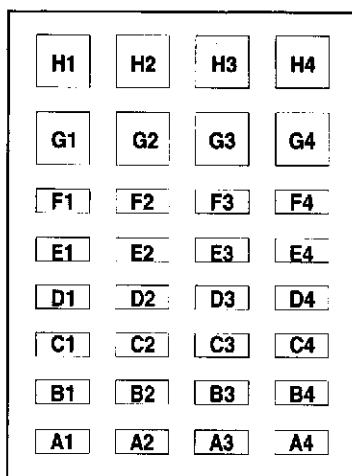 H1 H2 H3 H4
G1 G2 G3 G4
F1 F2 F3 F4
E1 E2 E3 E4
D1 D2 D3 D4
C1 C2 C3 C4
B1 B2 B3 B4
A1 A2 A3 A4